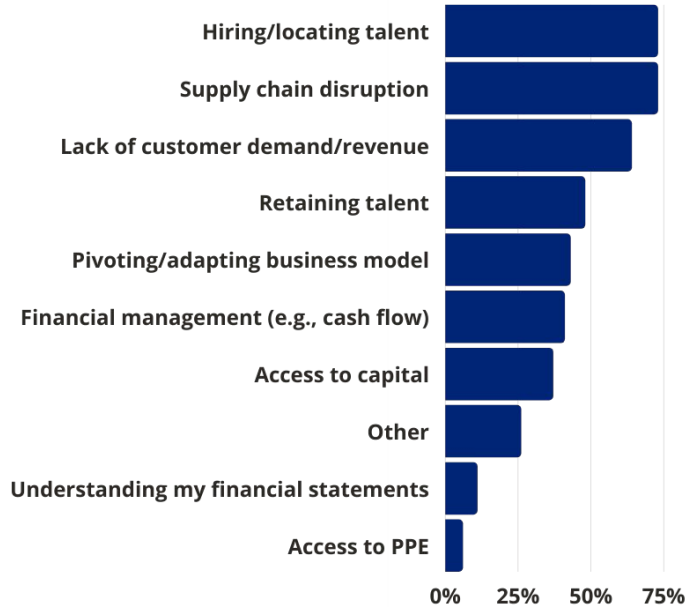 Hiring/locating talent
Supply chain disruption
Lack of customer demand/revenue
Retaining talent
Pivoting/adapting business model
Financial management (e.g., cash flow)
Access to capital
Other
Understanding my financial statements
Access to PPE
0% 25% 50% 75%